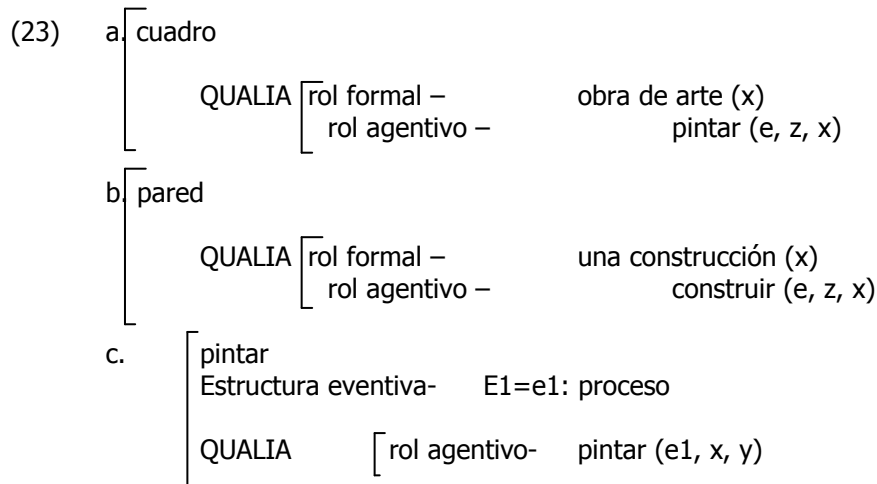 (23) a. cuadro
QUALIA rol formal – obra de arte (x)
rol agentivo – pintar (e, z, x)
b. pared
QUALIA rol formal – una construcción (x)
rol agentivo – construir (e, z, x)
c. pintar
Estructura eventiva- E1=e1: proceso
QUALIA rol agentivo- pintar (e1, x, y)